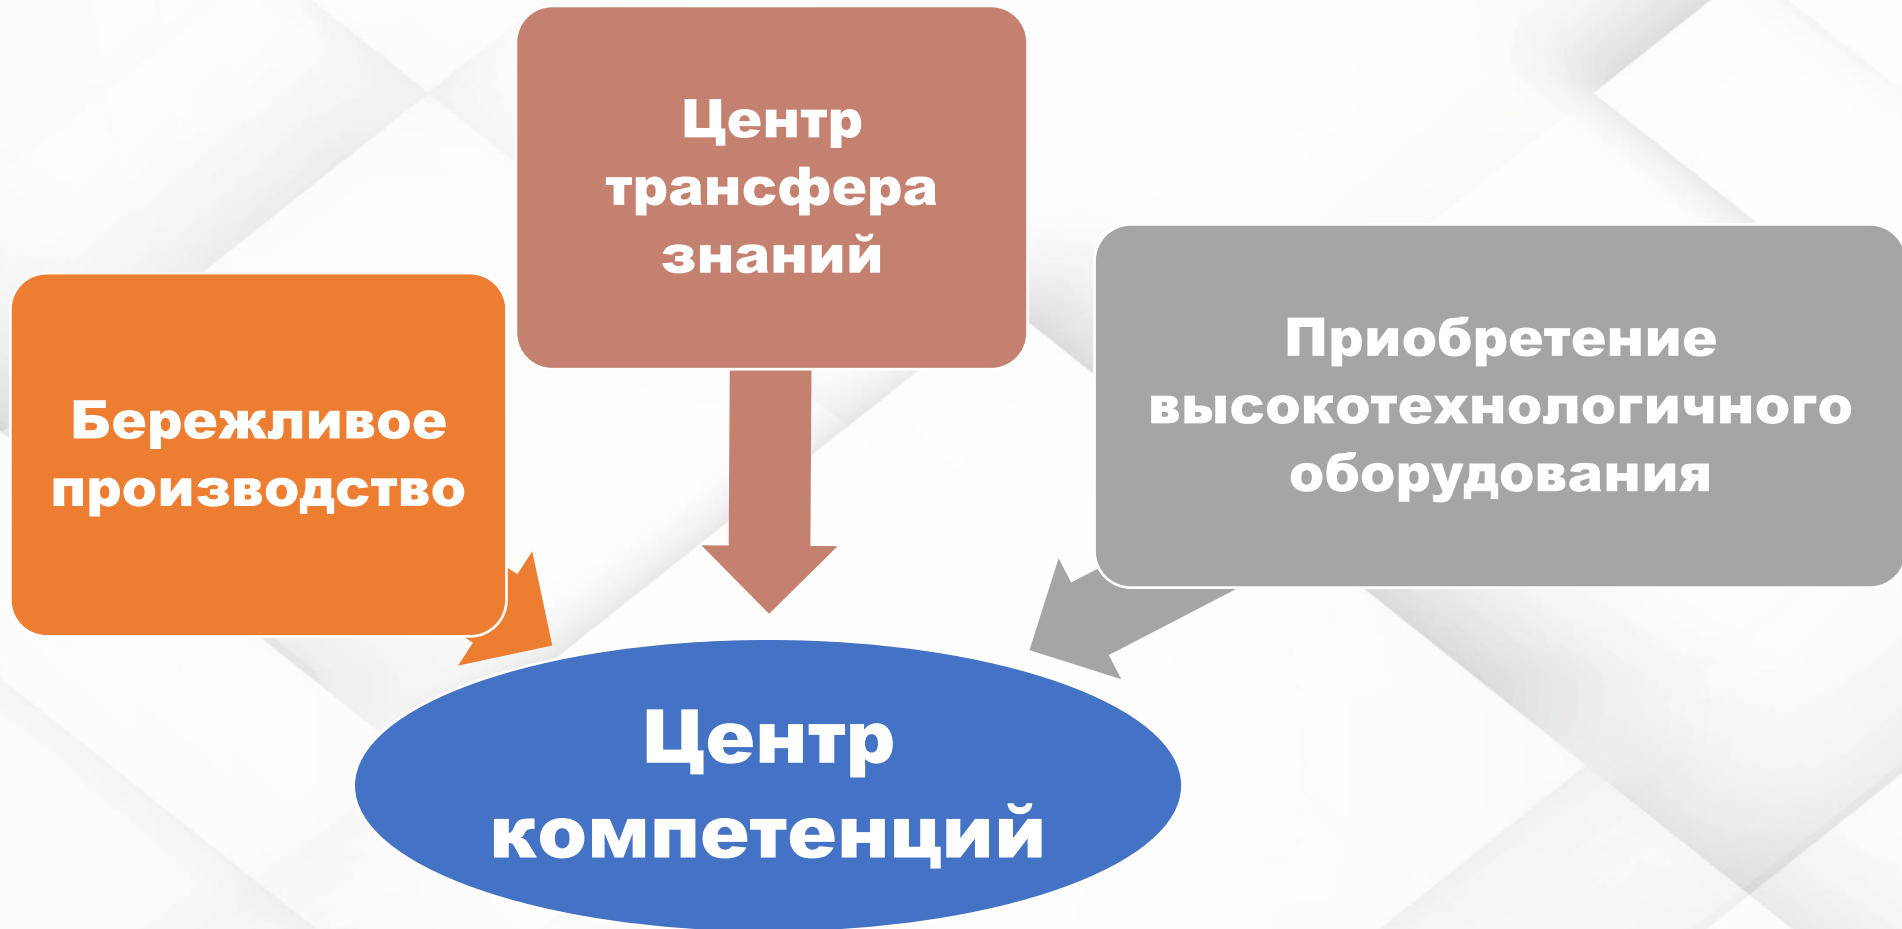 Центр
трансфера
знаний
Бережливое
производство
Приобретение
высокотехнологичного
оборудования
Центр
компетенций